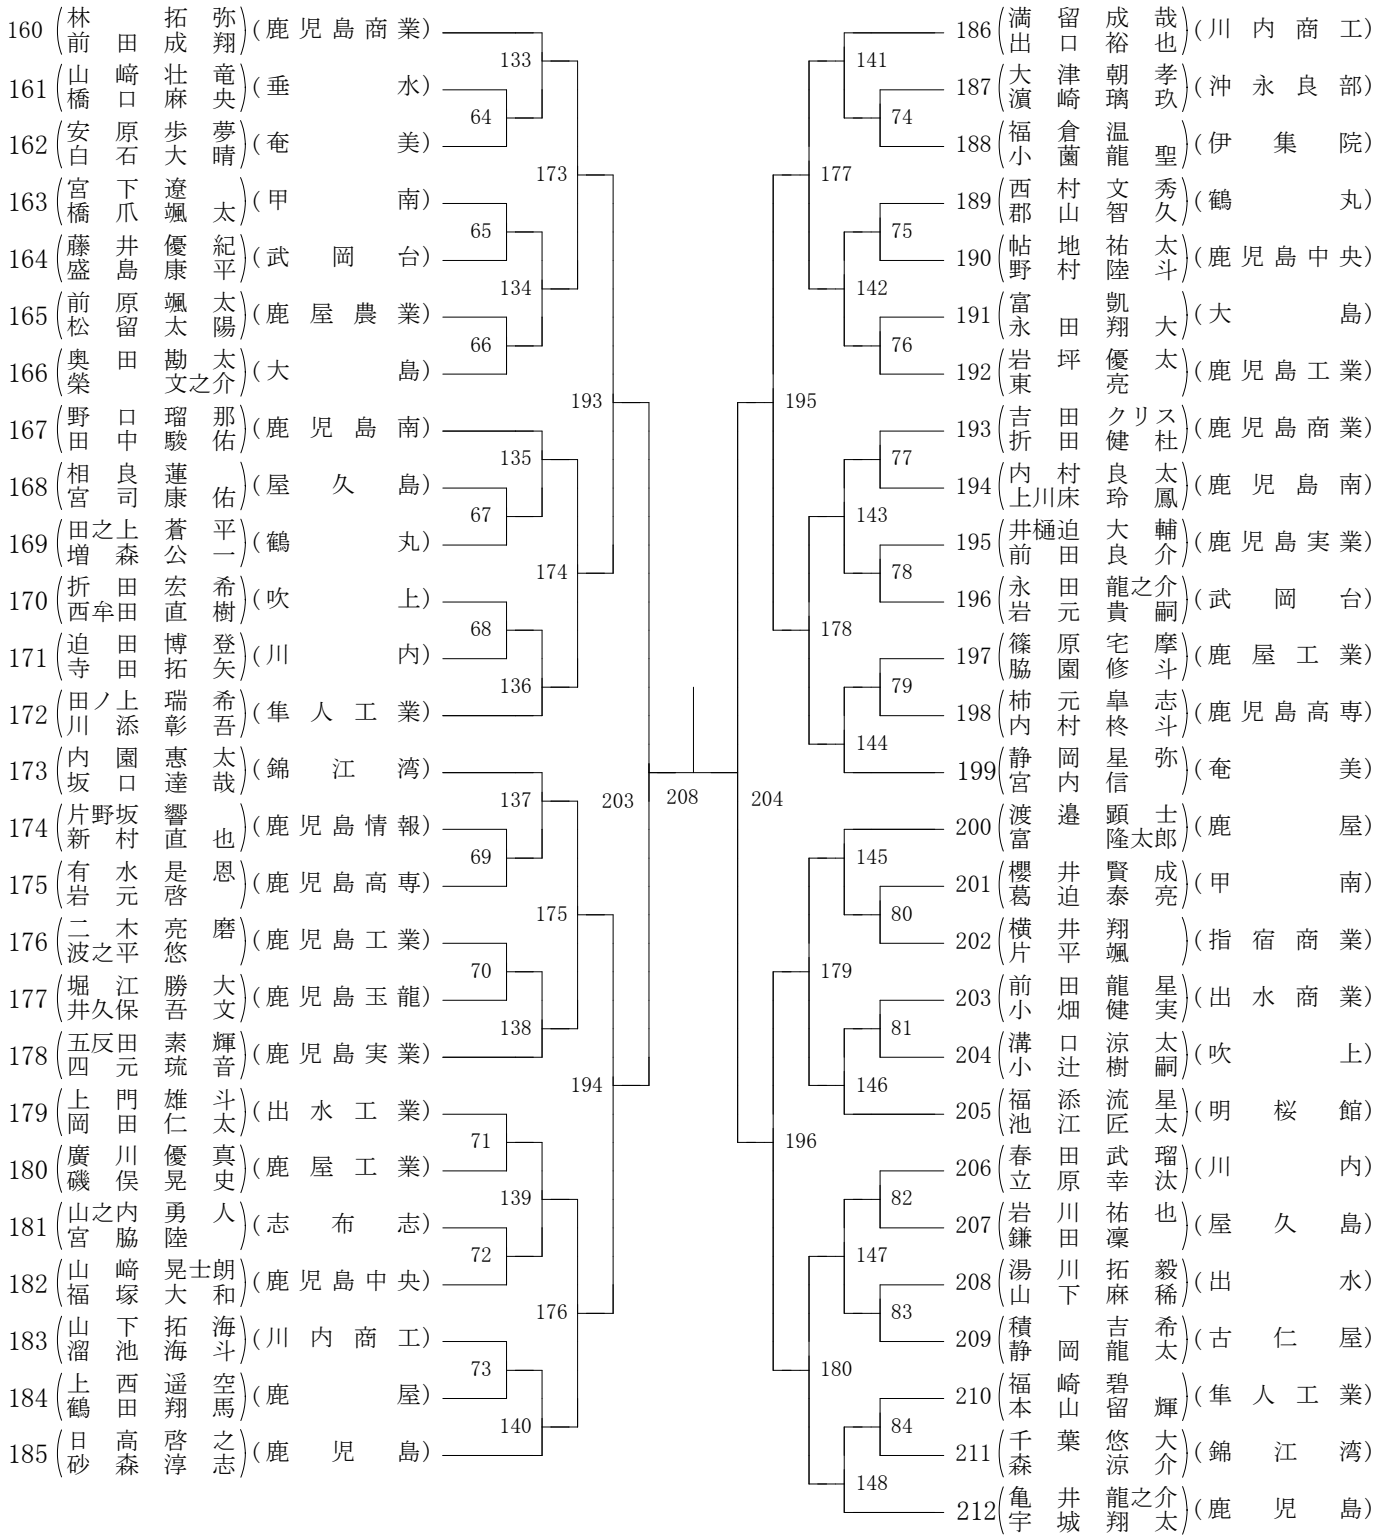 160 林 拓弥 前田成翔 (鹿児島商業)
161 山﨑壮竜 橋口麻央 (垂水)
162 安原歩夢 白石大晴 (奄美)
163 宮下遼 橋爪颯太 (甲南)
164 藤井優紀 盛島康平 (武岡台)
165 前原颯太 松留太陽 (鹿屋農業)
166 奥田勘太 榮 文之介 (大島)
167 野口瑠那 田中駿佑 (鹿児島南)
168 相良蓮 宮司康佑 (屋久島)
169 田之上蒼平 増森公一 (鶴丸)
170 折田宏希 西牟田直樹 (吹上)
171 迫田博登 寺田拓矢 (川内)
172 田ノ上瑞希 川添彰吾 (隼人工業)
173 内園惠太 坂口達哉 (錦江湾)
174 片野坂響 新村直也 (鹿児島情報)
175 有水是恩 岩元啓 (鹿児島高専)
176 二木亮磨 波之平悠 (鹿児島工業)
177 堀江勝大 井久保吾文 (鹿児島玉龍)
178 五反田素輝 四元琉音 (鹿児島実業)
179 上門雄斗 岡田仁太 (出水工業)
180 廣川優真 磯俣晃史 (鹿屋工業)
181 山之内勇人 宮脇陸 (志布志)
182 山﨑晃士朗 福塚大和 (鹿児島中央)
183 山下拓海 溜池海斗 (川内商工)
184 上西遥空 鶴田翔馬 (鹿屋)
185 日高啓之 砂森淳志 (鹿児島)
133
64
173
65
134
66
193
135
67
174
68
136
137
203
69
175
70
138
194
71
139
72
176
73
140
208
141
74
177
75
142
76
195
77
143
78
178
79
144
204
145
80
179
81
146
196
82
147
83
180
84
148
186 満留成哉 出口裕也 (川内商工)
187 大津朝孝 濵崎璃玖 (沖永良部)
188 福倉温 小薗龍聖 (伊集院)
189 西村文秀 郡山智久 (鶴丸)
190 帖地祐太 野村陸斗 (鹿児島中央)
191 富 凱 永田翔大 (大島)
192 岩坪優太 東 亮 (鹿児島工業)
193 吉田クリス 折田健杜 (鹿児島商業)
194 内村良太 上川床玲鳳 (鹿児島南)
195 井樋迫大輔 前田良介 (鹿児島実業)
196 永田龍之介 岩元貴嗣 (武岡台)
197 篠原宅摩 脇園修斗 (鹿屋工業)
198 柿元皐志 内村柊斗 (鹿児島高専)
199 静岡星弥 宮内信 (奄美)
200 渡邉顕士 富 隆太郎 (鹿屋)
201 櫻井賢成 葛迫泰亮 (甲南)
202 横井翔 片平颯 (指宿商業)
203 前田龍星 小畑健実 (出水商業)
204 溝口涼太 小辻樹嗣 (吹上)
205 福添流星 池江匠太 (明桜館)
206 春田武瑠 立原幸汰 (川内)
207 岩川祐也 鎌田凜 (屋久島)
208 湯川拓毅 山下麻稀 (出水)
209 積 吉希 静岡龍太 (古仁屋)
210 福崎碧 本山留輝 (隼人工業)
211 千葉悠大 森 涼介 (錦江湾)
212 亀井龍之介 宇城翔太 (鹿児島)